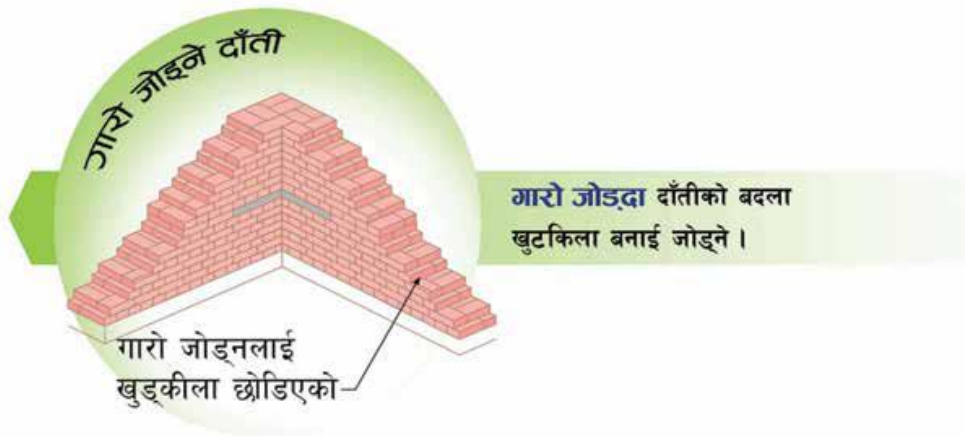 गारो जोड्ने दाँती
गारो जोड्दा दाँतीको बदला
खुटकिला बनाई जोड्ने ।
गारो जोड्नलाई
खुड्कीला छोडिएको